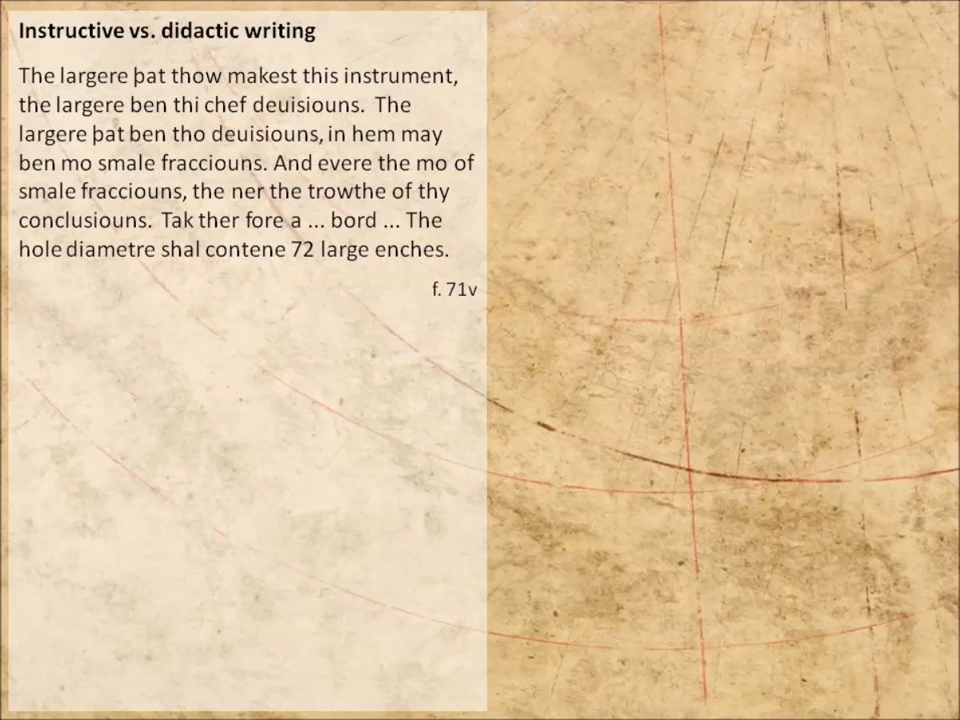 Instructive vs. didactic writing
The largere þat thow makest this instrument,
the largere ben thi chef deuisiouns. The
largere þat ben tho deuisiouns, in hem may
ben mo smale fracciouns. And evere the mo of
smale fracciouns, the ner the trowthe of thy
conclusiouns. Tak ther fore a ... bord ... The
hole diametre shal contene 72 large enches.
f. 71v